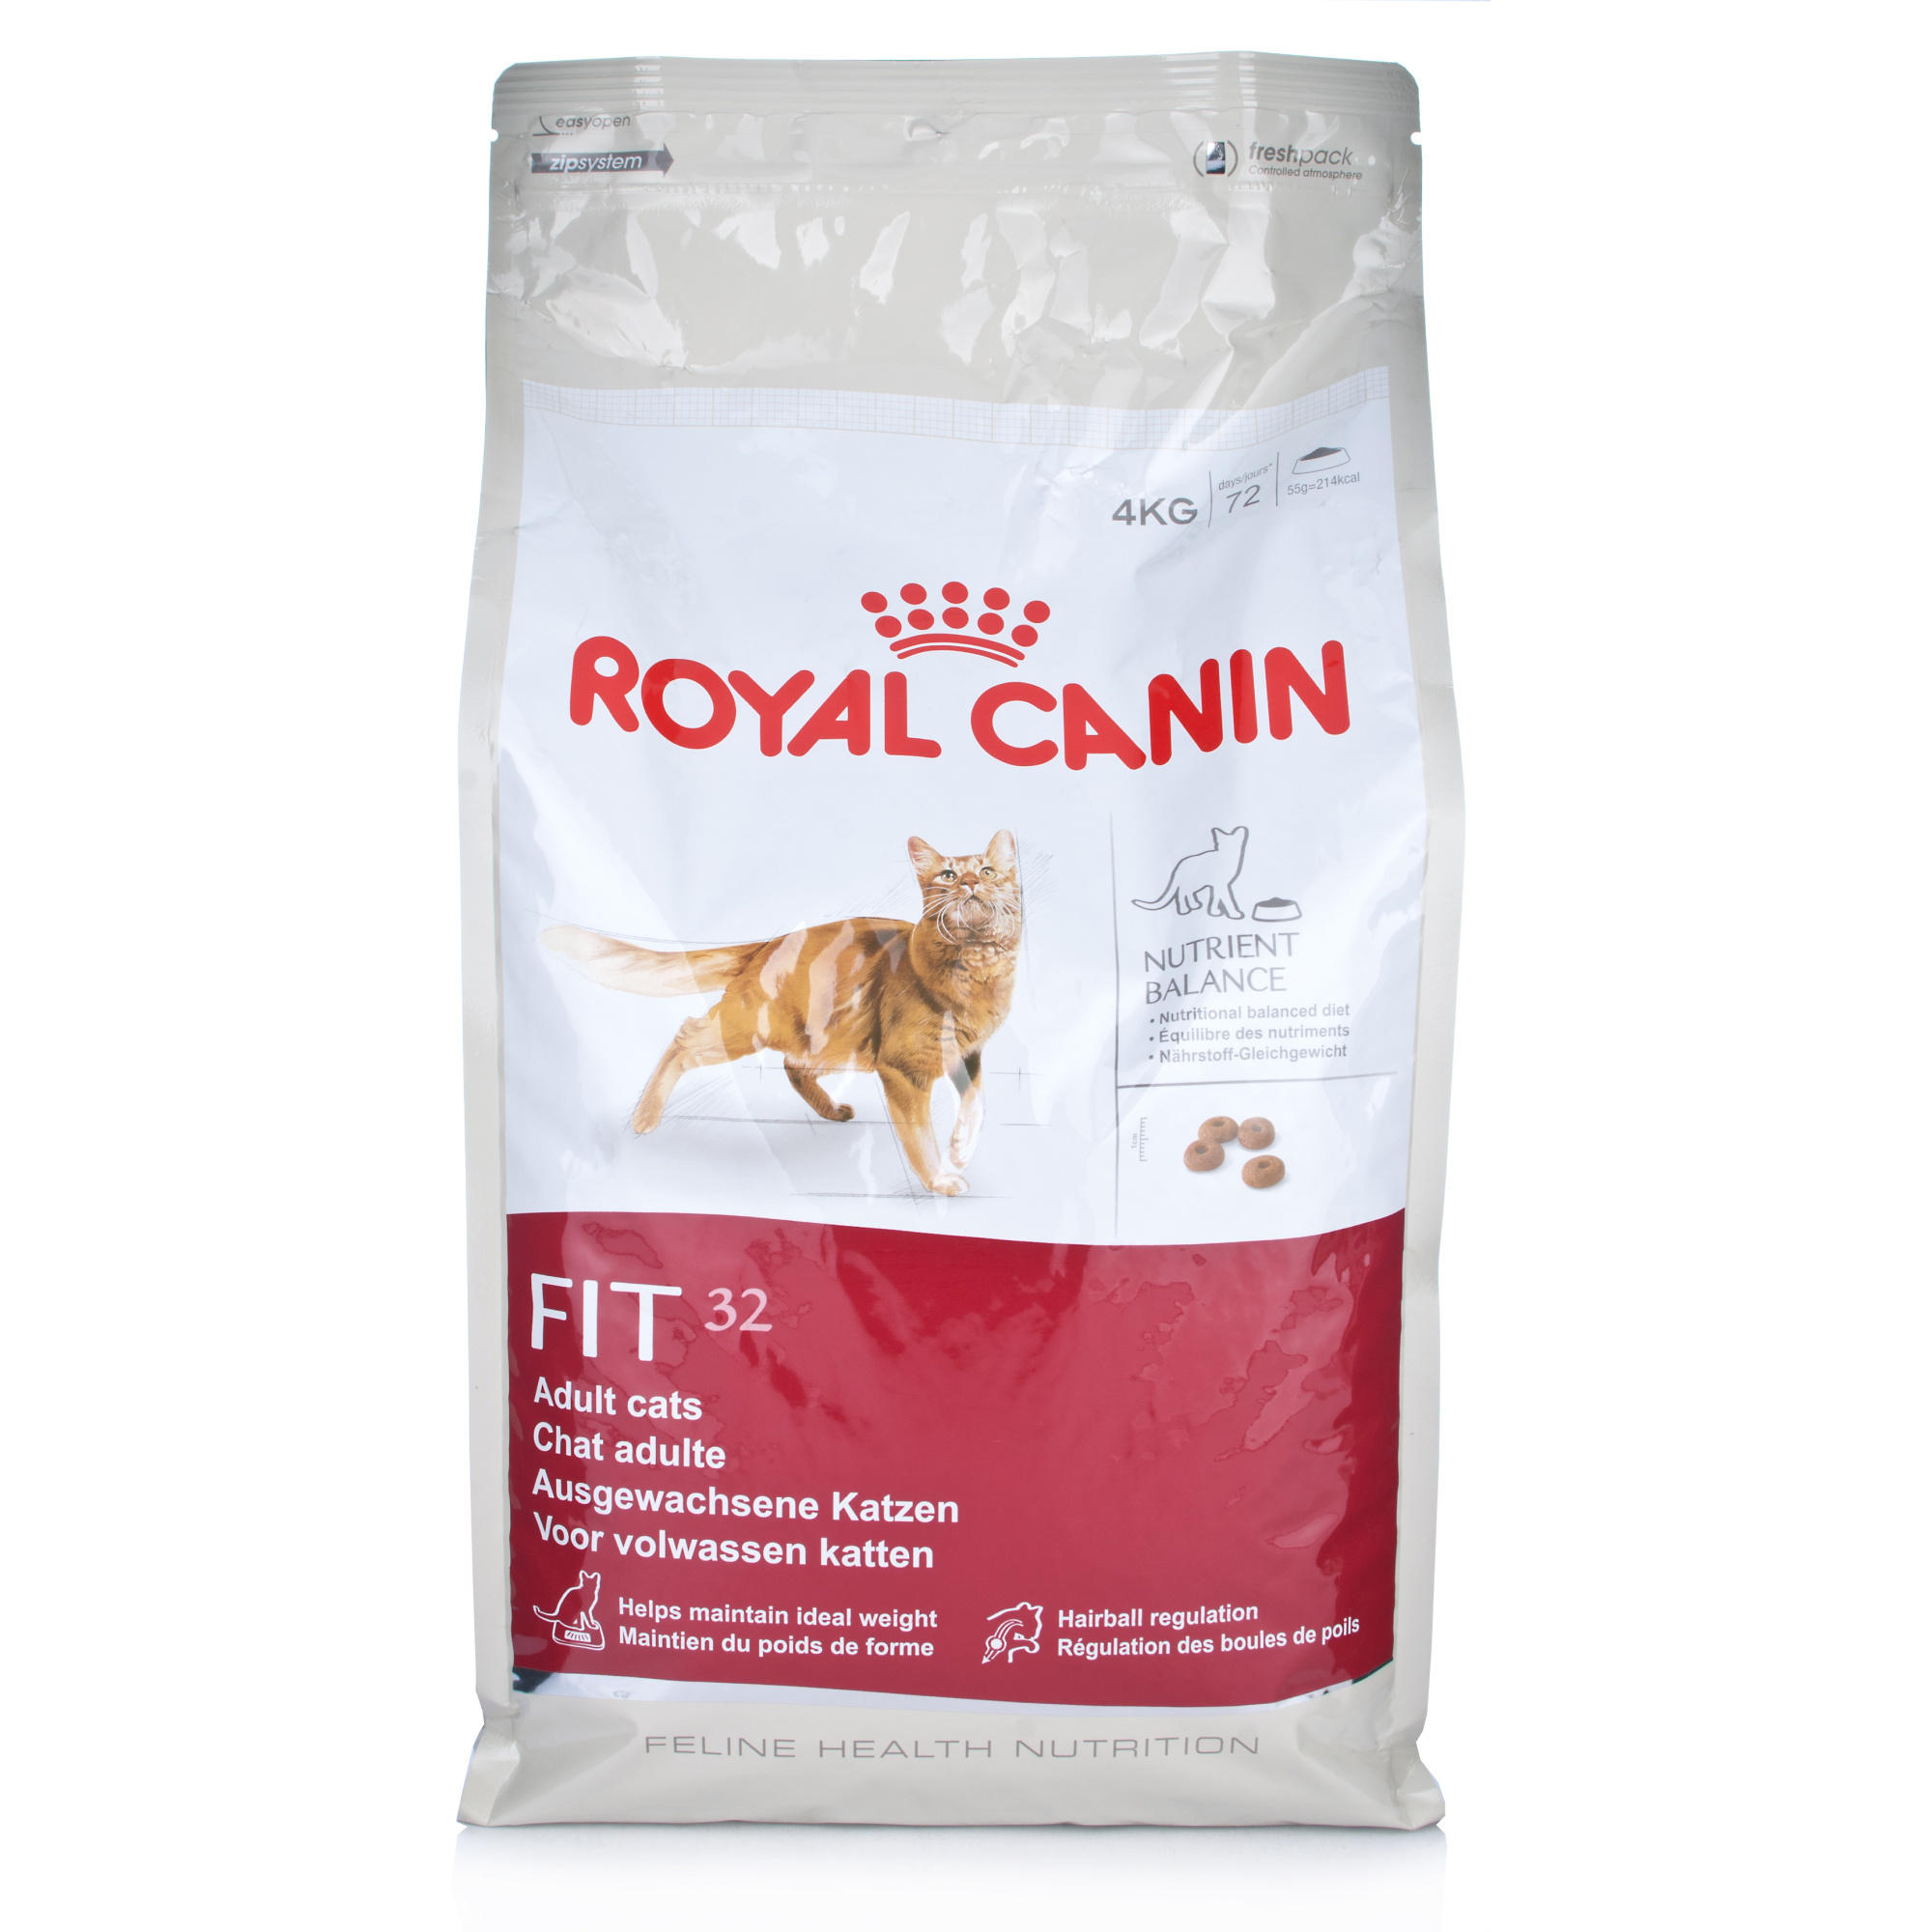 easyopen
zipsystem
freshpack
Controlled atmosphere
4KG
days/jours*
72
55g=214kcal
ROYAL CANIN
NUTRIENT
BALANCE
• Nutritional balanced diet
• Équilibre des nutriments
• Nährstoff-Gleichgewicht
1cm
FIT 32
Adult cats
Chat adulte
Ausgewachsene Katzen
Voor volwassen katten
Helps maintain ideal weight
Maintien du poids de forme
Hairball regulation
Régulation des boules de poils
FELINE HEALTH NUTRITION